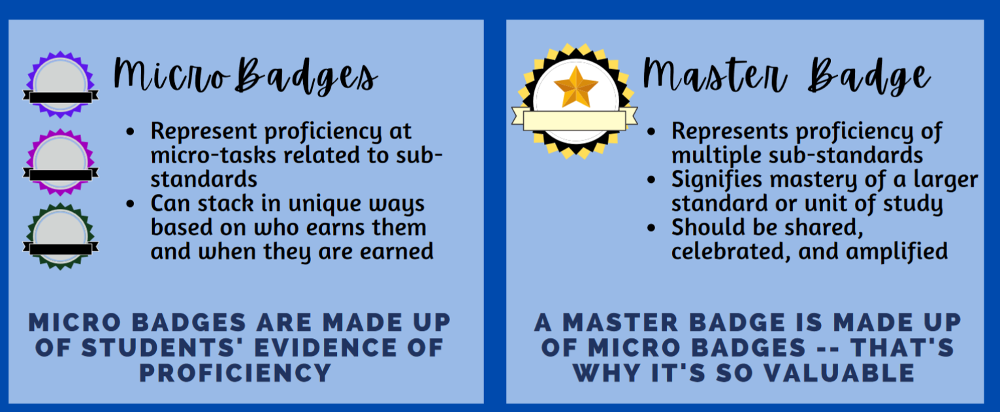 Micro Badges
• Represent proficiency at
micro-tasks related to sub-
standards
• Can stack in unique ways
based on who earns them
and when they are earned
MICRO BADGES ARE MADE UP
OF STUDENTS' EVIDENCE OF
PROFICIENCY
Master Badge
• Represents proficiency of
multiple sub-standards
• Signifies mastery of a larger
standard or unit of study
• Should be shared,
celebrated, and amplified
A MASTER BADGE IS MADE UP
OF MICRO BADGES -- THAT'S
WHY IT'S SO VALUABLE